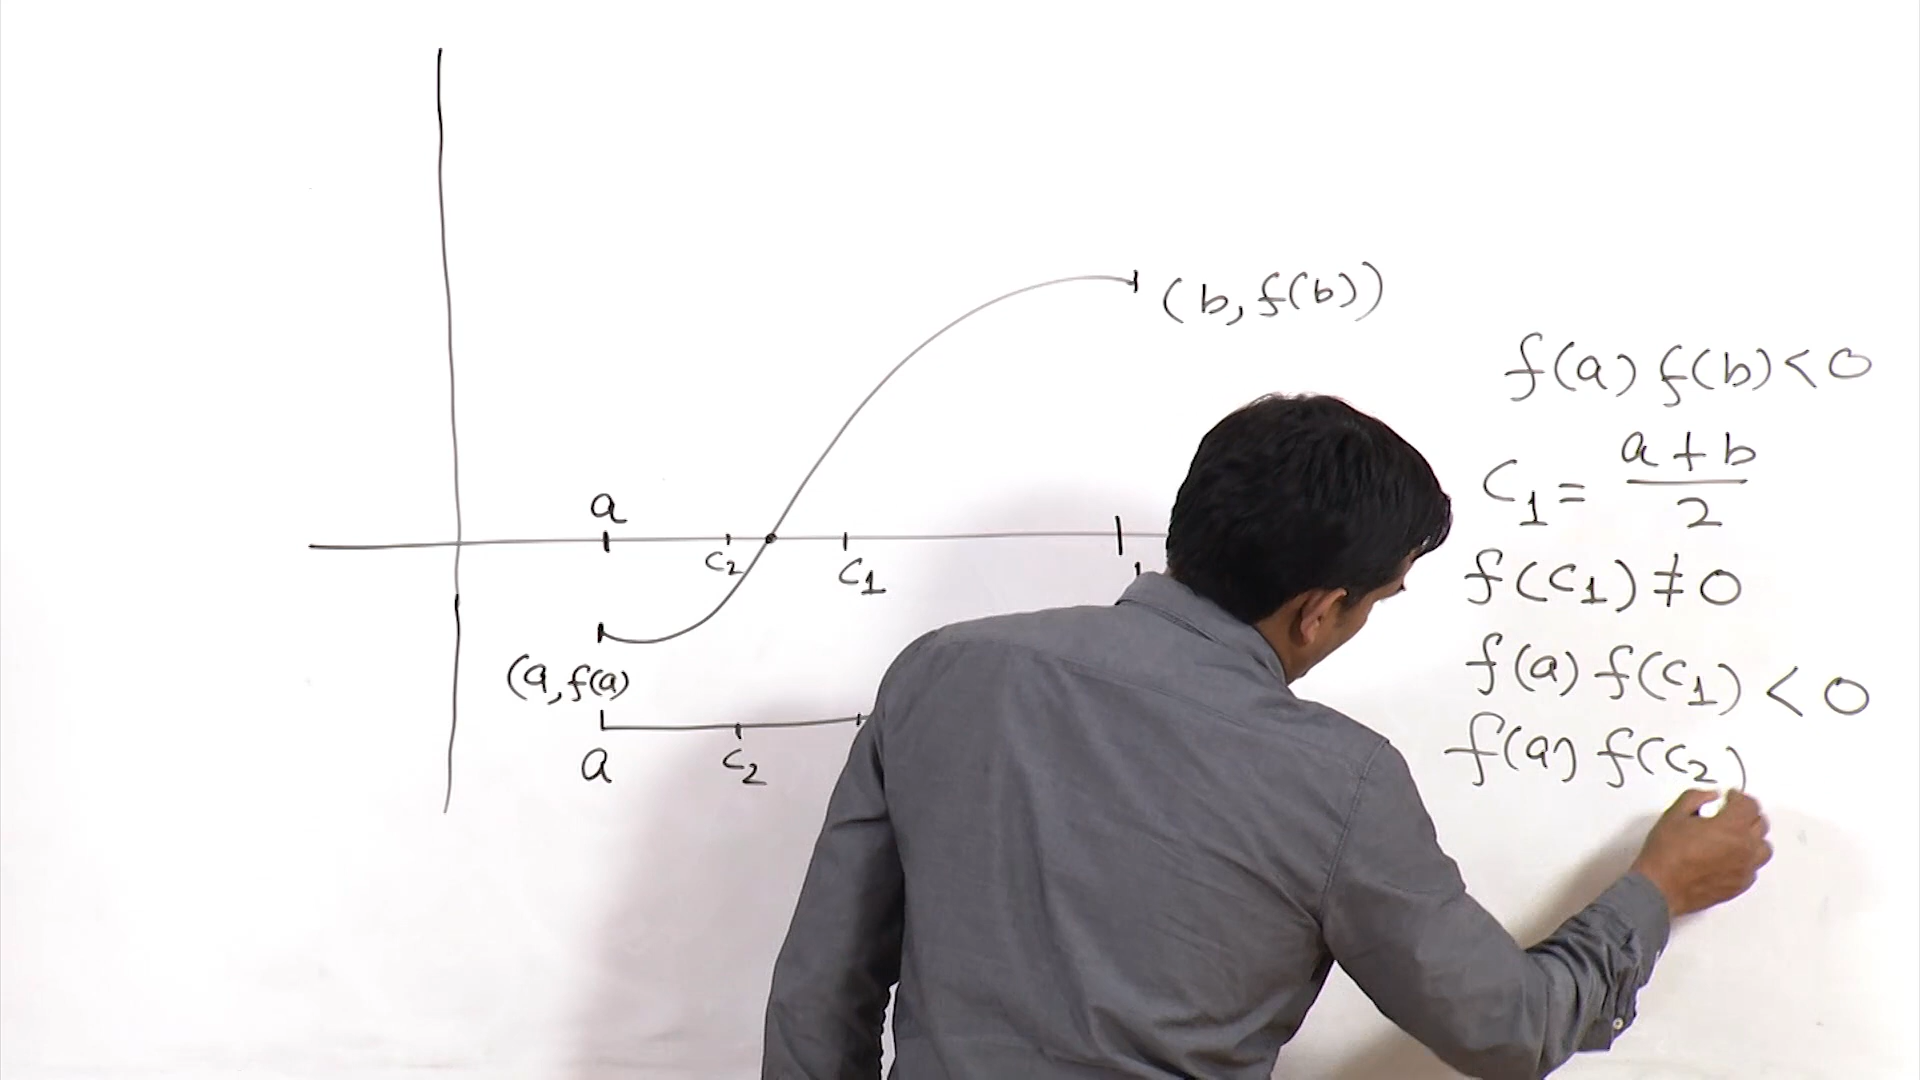 (b, f(b))
f(a) f(b) < 0
C₁ = a + b / 2
a
C₂ C₁
f(C₁) ≠ 0
(a, f(a)
f(a) f(C₁) < 0
a C₂
f(a) f(C₂)